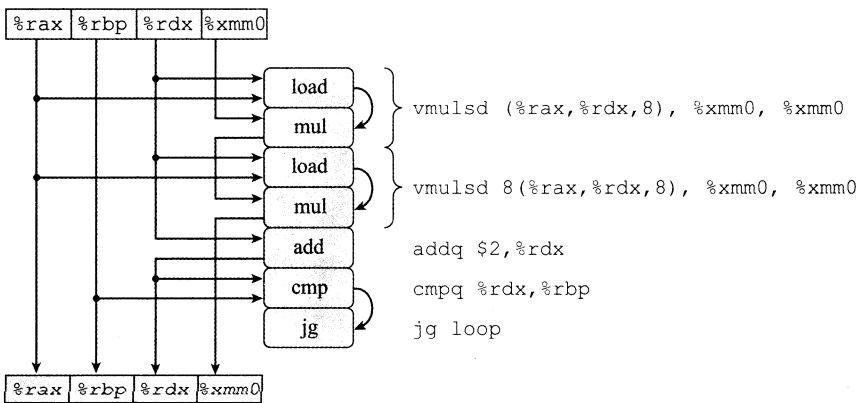 %rax %rbp %rdx %xmm0
load
mul
vmulsd (%rax,%rdx,8), %xmm0, %xmm0
load
mul
vmulsd 8(%rax,%rdx,8), %xmm0, %xmm0
add addq $2,%rdx
cmp cmpq %rdx,%rbp
jg jg loop
%rax %rbp %rdx %xmm0